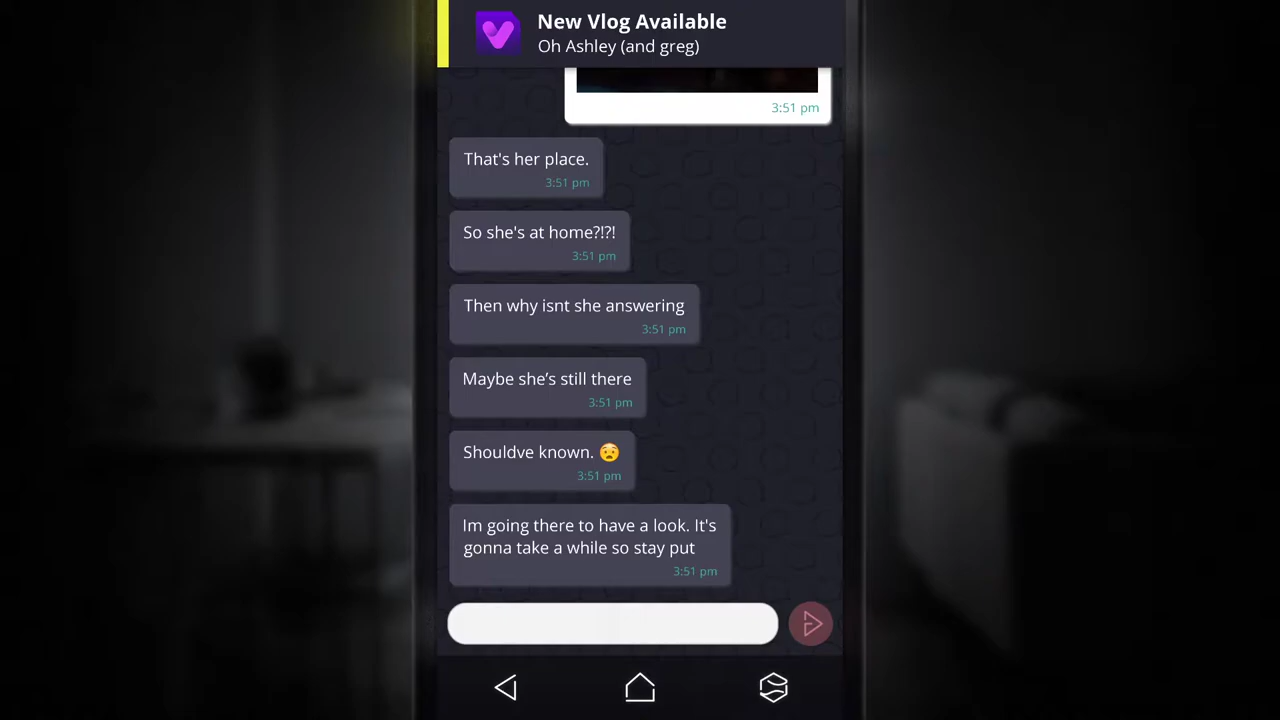 New Vlog Available
Oh Ashley (and greg)
3:51 pm
That's her place.
3:51 pm
So she's at home?!?!
3:51 pm
Then why isnt she answering
3:51 pm
Maybe she’s still there
3:51 pm
Shouldve known. 😧
3:51 pm
Im going there to have a look. It's
gonna take a while so stay put
3:51 pm